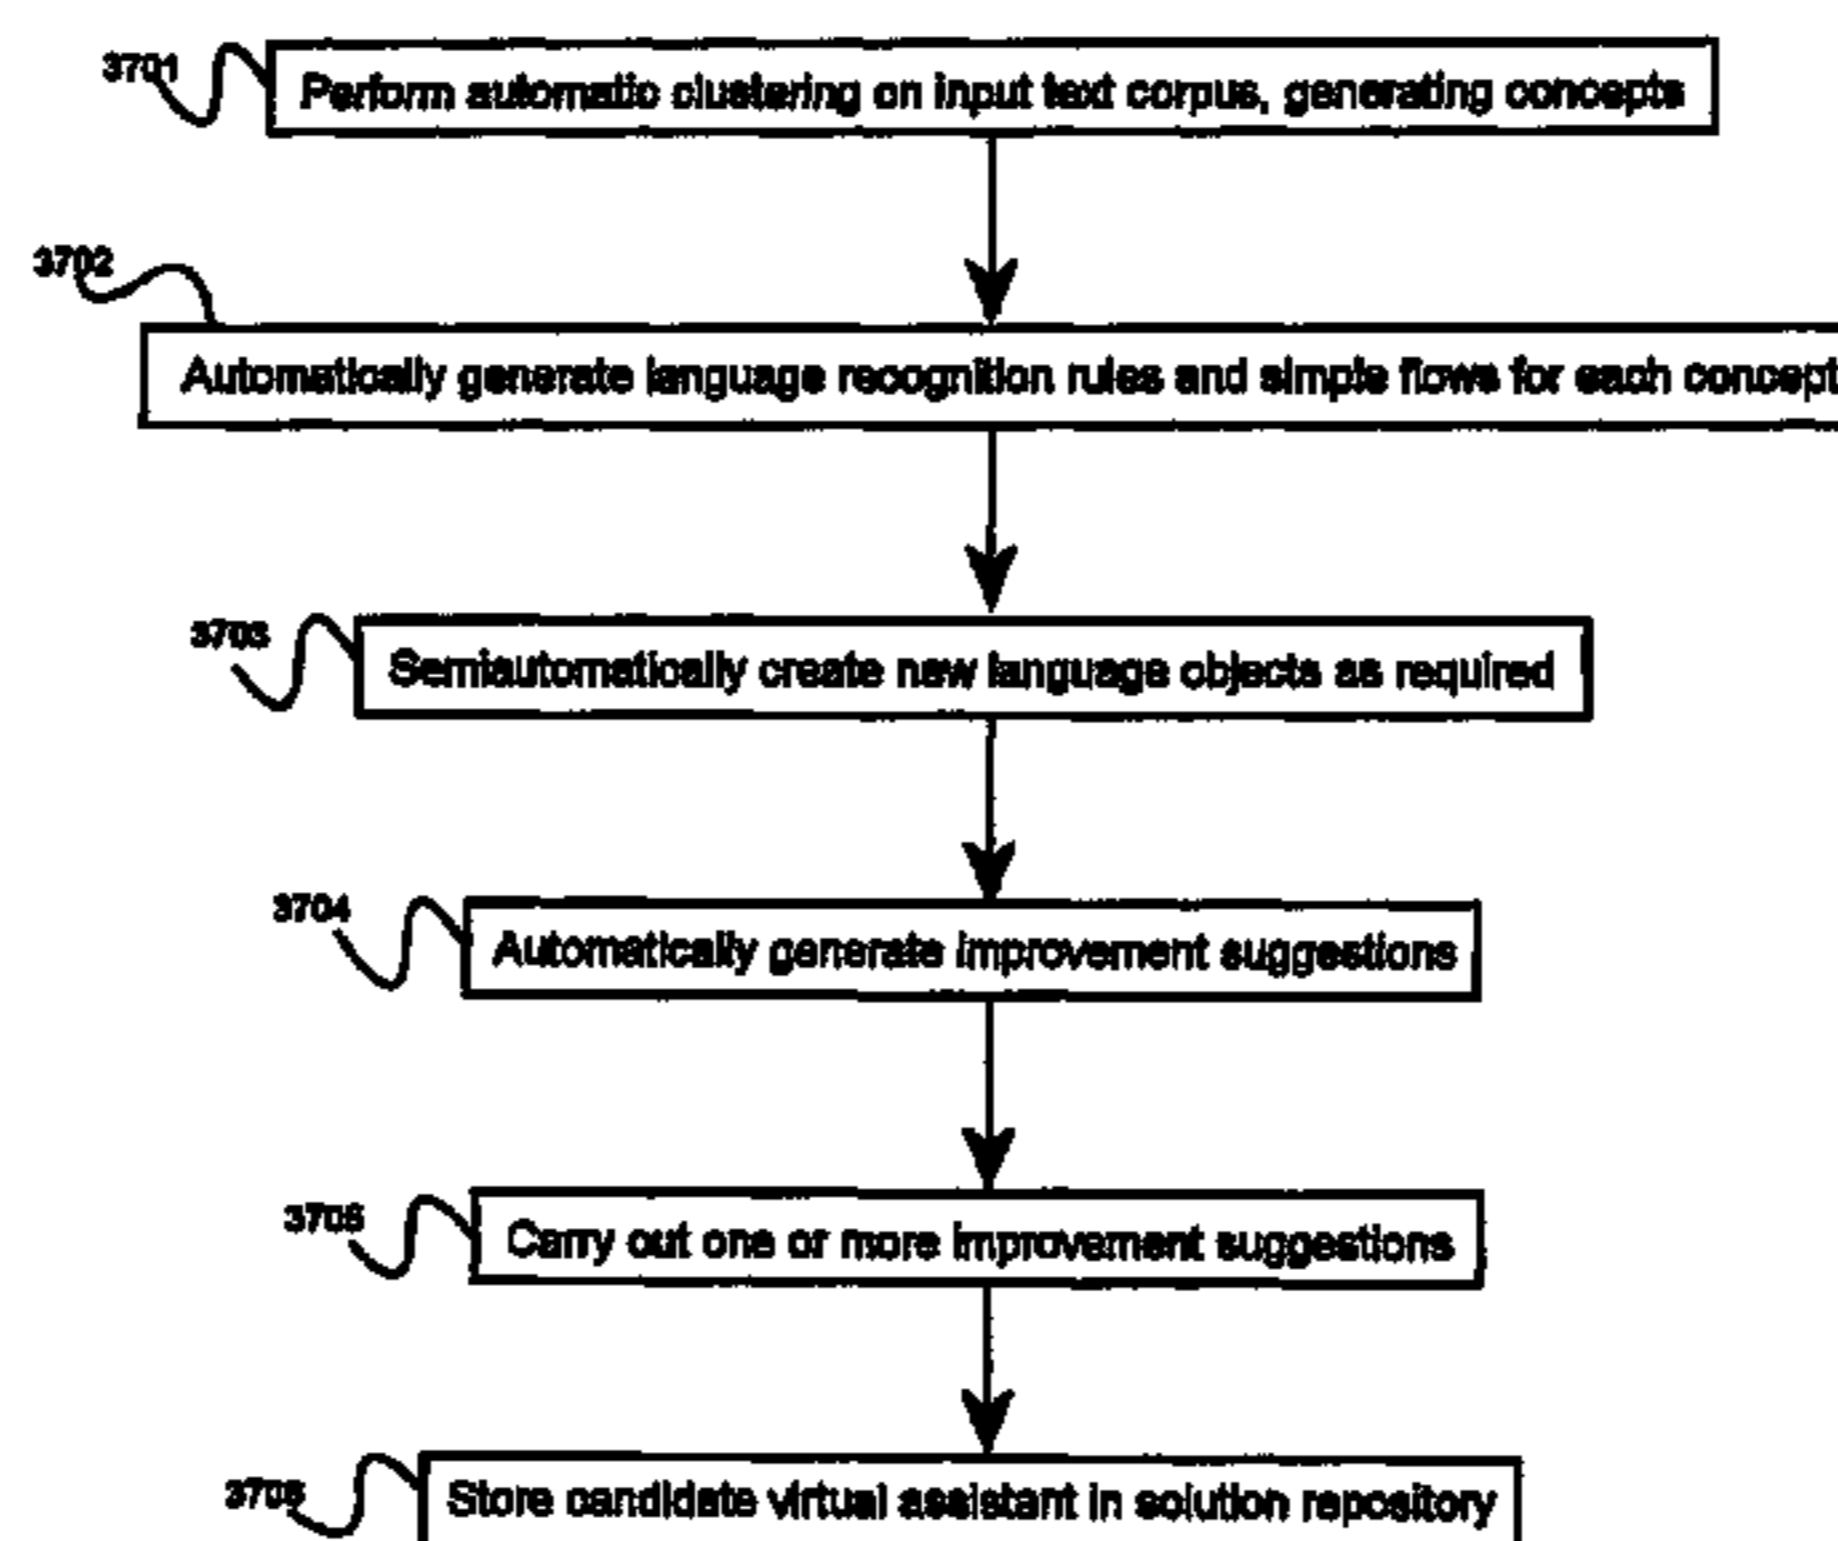 3701
Perform automatic clustering on input text corpus, generating concepts
3702
Automatically generate language recognition rules and simple flows for each concept
3703
Semiautomatically create new language objects as required
3704
Automatically generate improvement suggestions
3705
Carry out one or more improvement suggestions
3706
Store candidate virtual assistant in solution repository